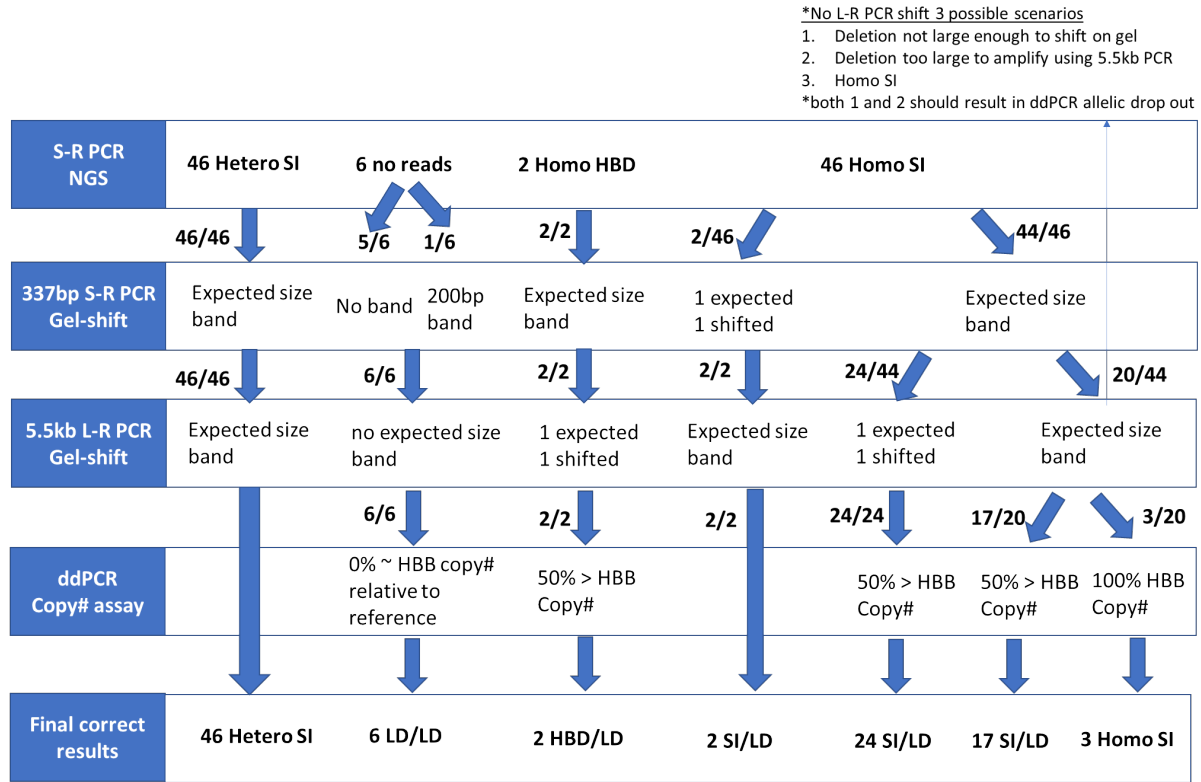 *No L-R PCR shift 3 possible scenarios
1. Deletion not large enough to shift on gel
2. Deletion too large to amplify using 5.5kb PCR
3. Homo SI
*both 1 and 2 should result in ddPCR allelic drop out
S-R PCR
NGS
46 Hetero SI
6 no reads
2 Homo HBD
46 Homo SI
46/46
5/6
1/6
2/2
2/46
44/46
337bp S-R PCR
Gel-shift
Expected size
band
No band
200bp
band
Expected size
band
1 expected
1 shifted
Expected size
band
46/46
6/6
2/2
2/2
24/44
20/44
5.5kb L-R PCR
Gel-shift
Expected size
band
no expected size
band
1 expected
1 shifted
Expected size
band
1 expected
1 shifted
Expected size
band
6/6
2/2
2/2
24/24
17/20
3/20
ddPCR
Copy# assay
0% ~ HBB copy#
relative to
reference
50% > HBB
Copy#
50% > HBB
Copy#
50% > HBB
Copy#
100% HBB
Copy#
Final correct
results
46 Hetero SI
6 LD/LD
2 HBD/LD
2 SI/LD
24 SI/LD
17 SI/LD
3 Homo SI